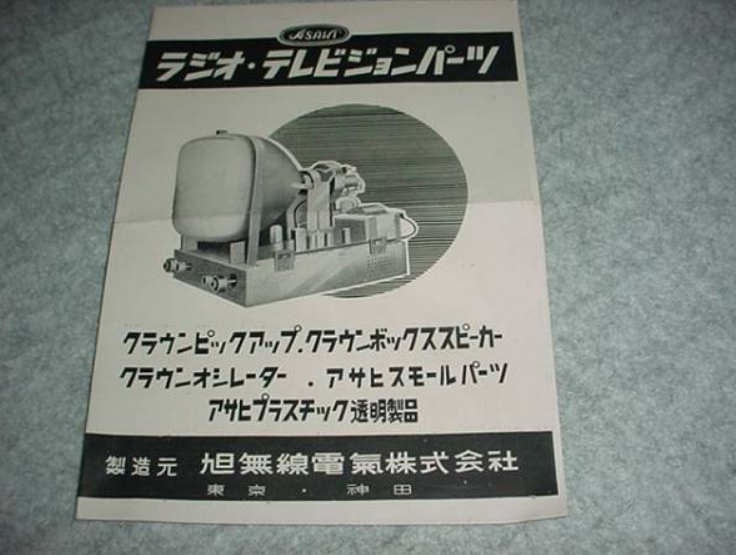 ASAHI
ラジオ・テレビジョンパーツ
クラウンピックアップ.クラウンボックススピーカー
クラウンオシレーター . アサヒスモールパーツ
アサヒプラスチック透明製品
製造元 旭無線電氣株式会社
東京・神田